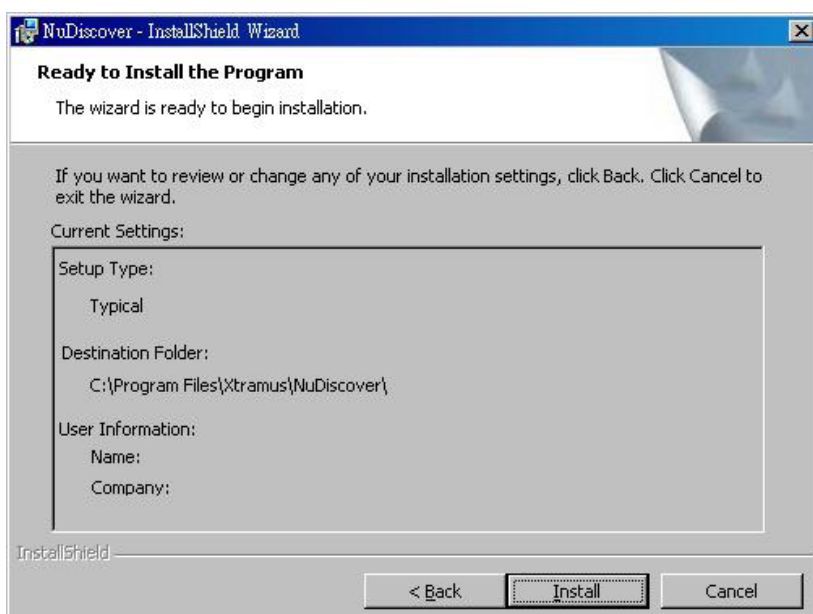 NuDiscover - InstallShield Wizard
Ready to Install the Program
The wizard is ready to begin installation.
If you want to review or change any of your installation settings, click Back. Click Cancel to
exit the wizard.
Current Settings:
Setup Type:
Typical
Destination Folder:
C:\Program Files\Xtramus\NuDiscover\
User Information:
Name:
Company:
InstallShield
< Back
Install
Cancel